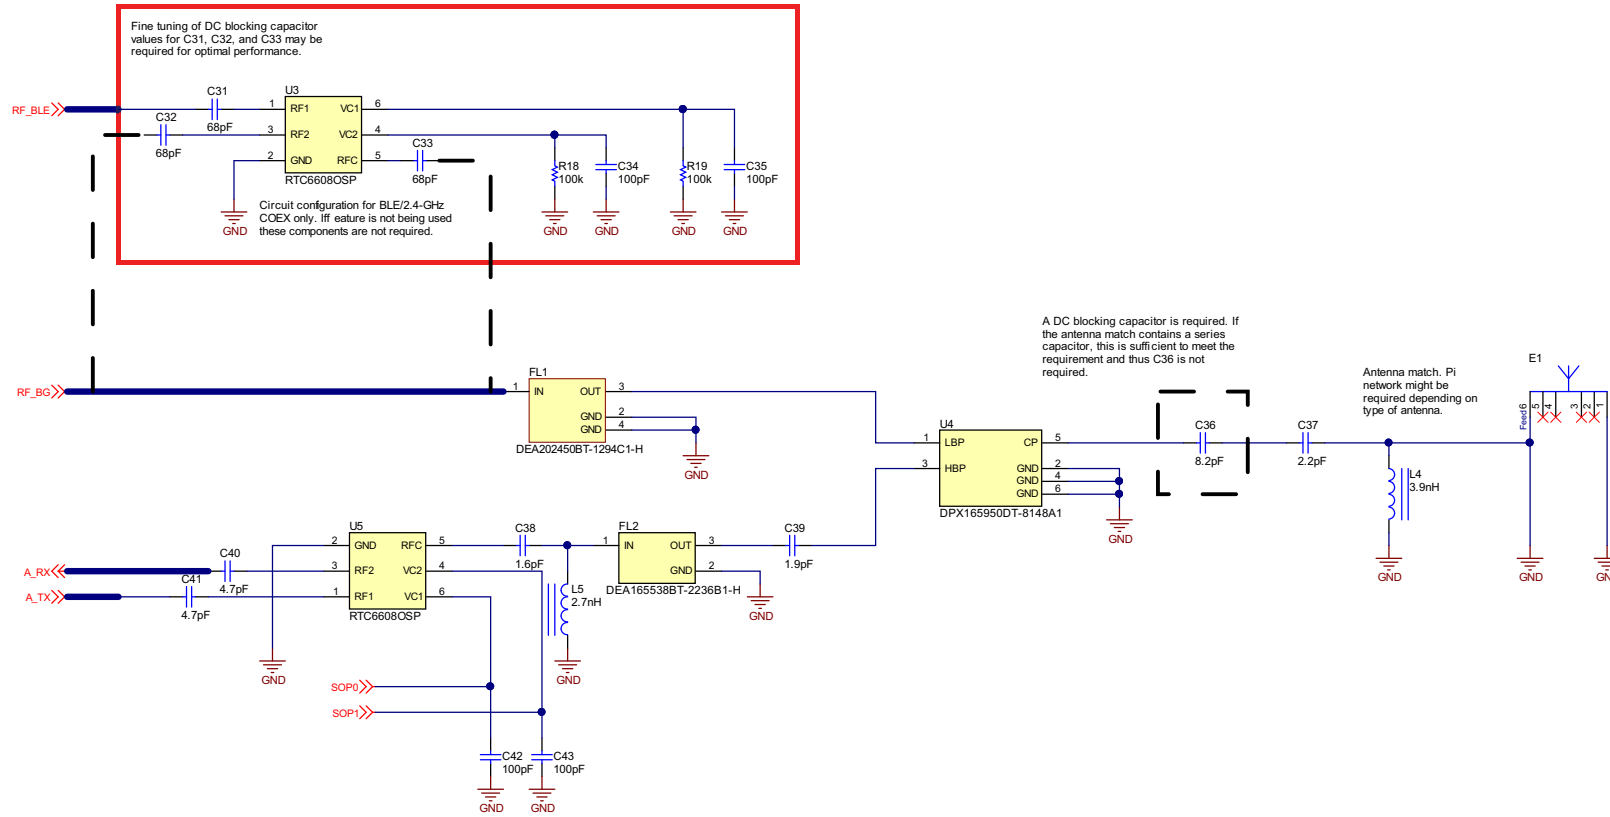 Fine tuning of DC blocking capacitor
values for C31, C32, and C33 may be
required for optimal performance.
U3
C31
RF_BLE
1
RF1
VC1
6
C32
68pF
3
RF2
VC2
4
C33
68pF
2
GND
RFC
5
R18
C34
R19
C35
RTC6608OSP
68pF
100k
100pF
100k
100pF
Circuit configuration for BLE/2.4-GHz
COEX only. Iff eature is not being used
these components are not required.
GND
GND
GND
GND
GND
A DC blocking capacitor is required. If
the antenna match contains a series
capacitor, this is sufficient to meet the
requirement and thus C36 is not
required.
E1
Antenna match. Pi
network might be
required depending on
type of antenna.
FL1
RF_BG
1
IN
OUT
3
GND
2
GND
4
DEA202450BT-1294C1-H
GND
Feed
6
5
4
3
2
1
U4
C36
C37
1
LBP
CP
5
8.2pF
2.2pF
3
HBP
GND
2
GND
4
GND
6
L4
3.9nH
DPX165950DT-8148A1
GND
GND
GND
GN
U5
C38
FL2
C39
2
GND
RFC
5
1
IN
OUT
3
C40
1.6pF
1.9pF
A_RX
3
RF2
VC2
4
GND
2
C41
4.7pF
L5
DEA165538BT-2236B1-H
A_TX
1
RF1
VC1
6
2.7nH
4.7pF
RTC6608OSP
GND
GND
GND
SOP0
SOP1
C42
C43
100pF
100pF
GND
GND